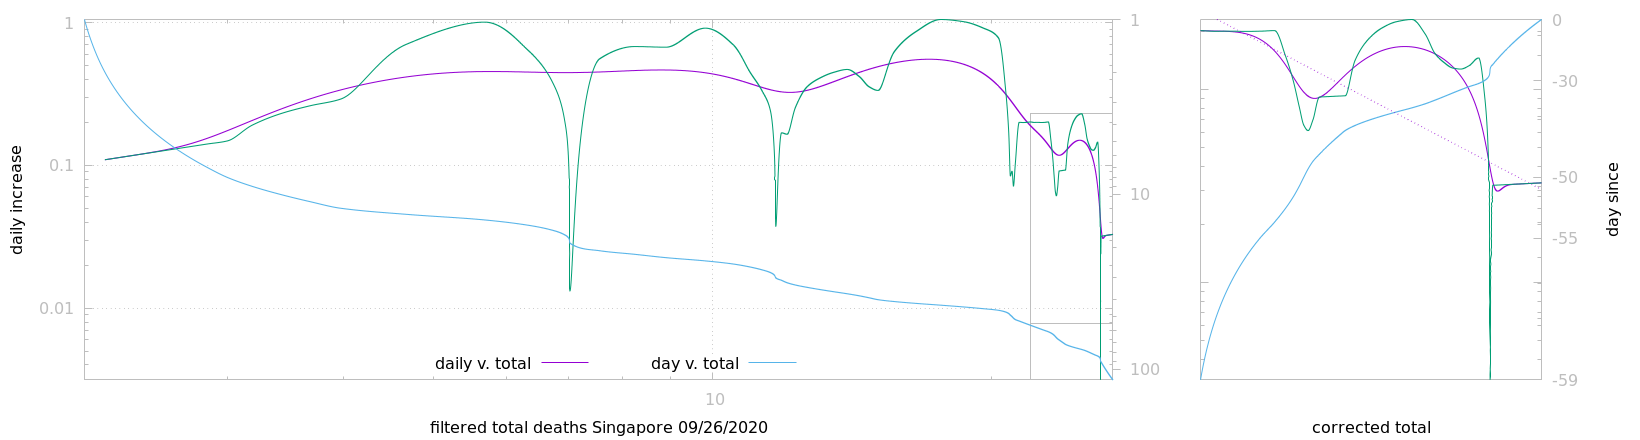 1
0.1
0.01
daily increase
daily v. total
day v. total
10
filtered total deaths Singapore 09/26/2020
1
10
100
0
-30
-50
-55
-59
day since
corrected total